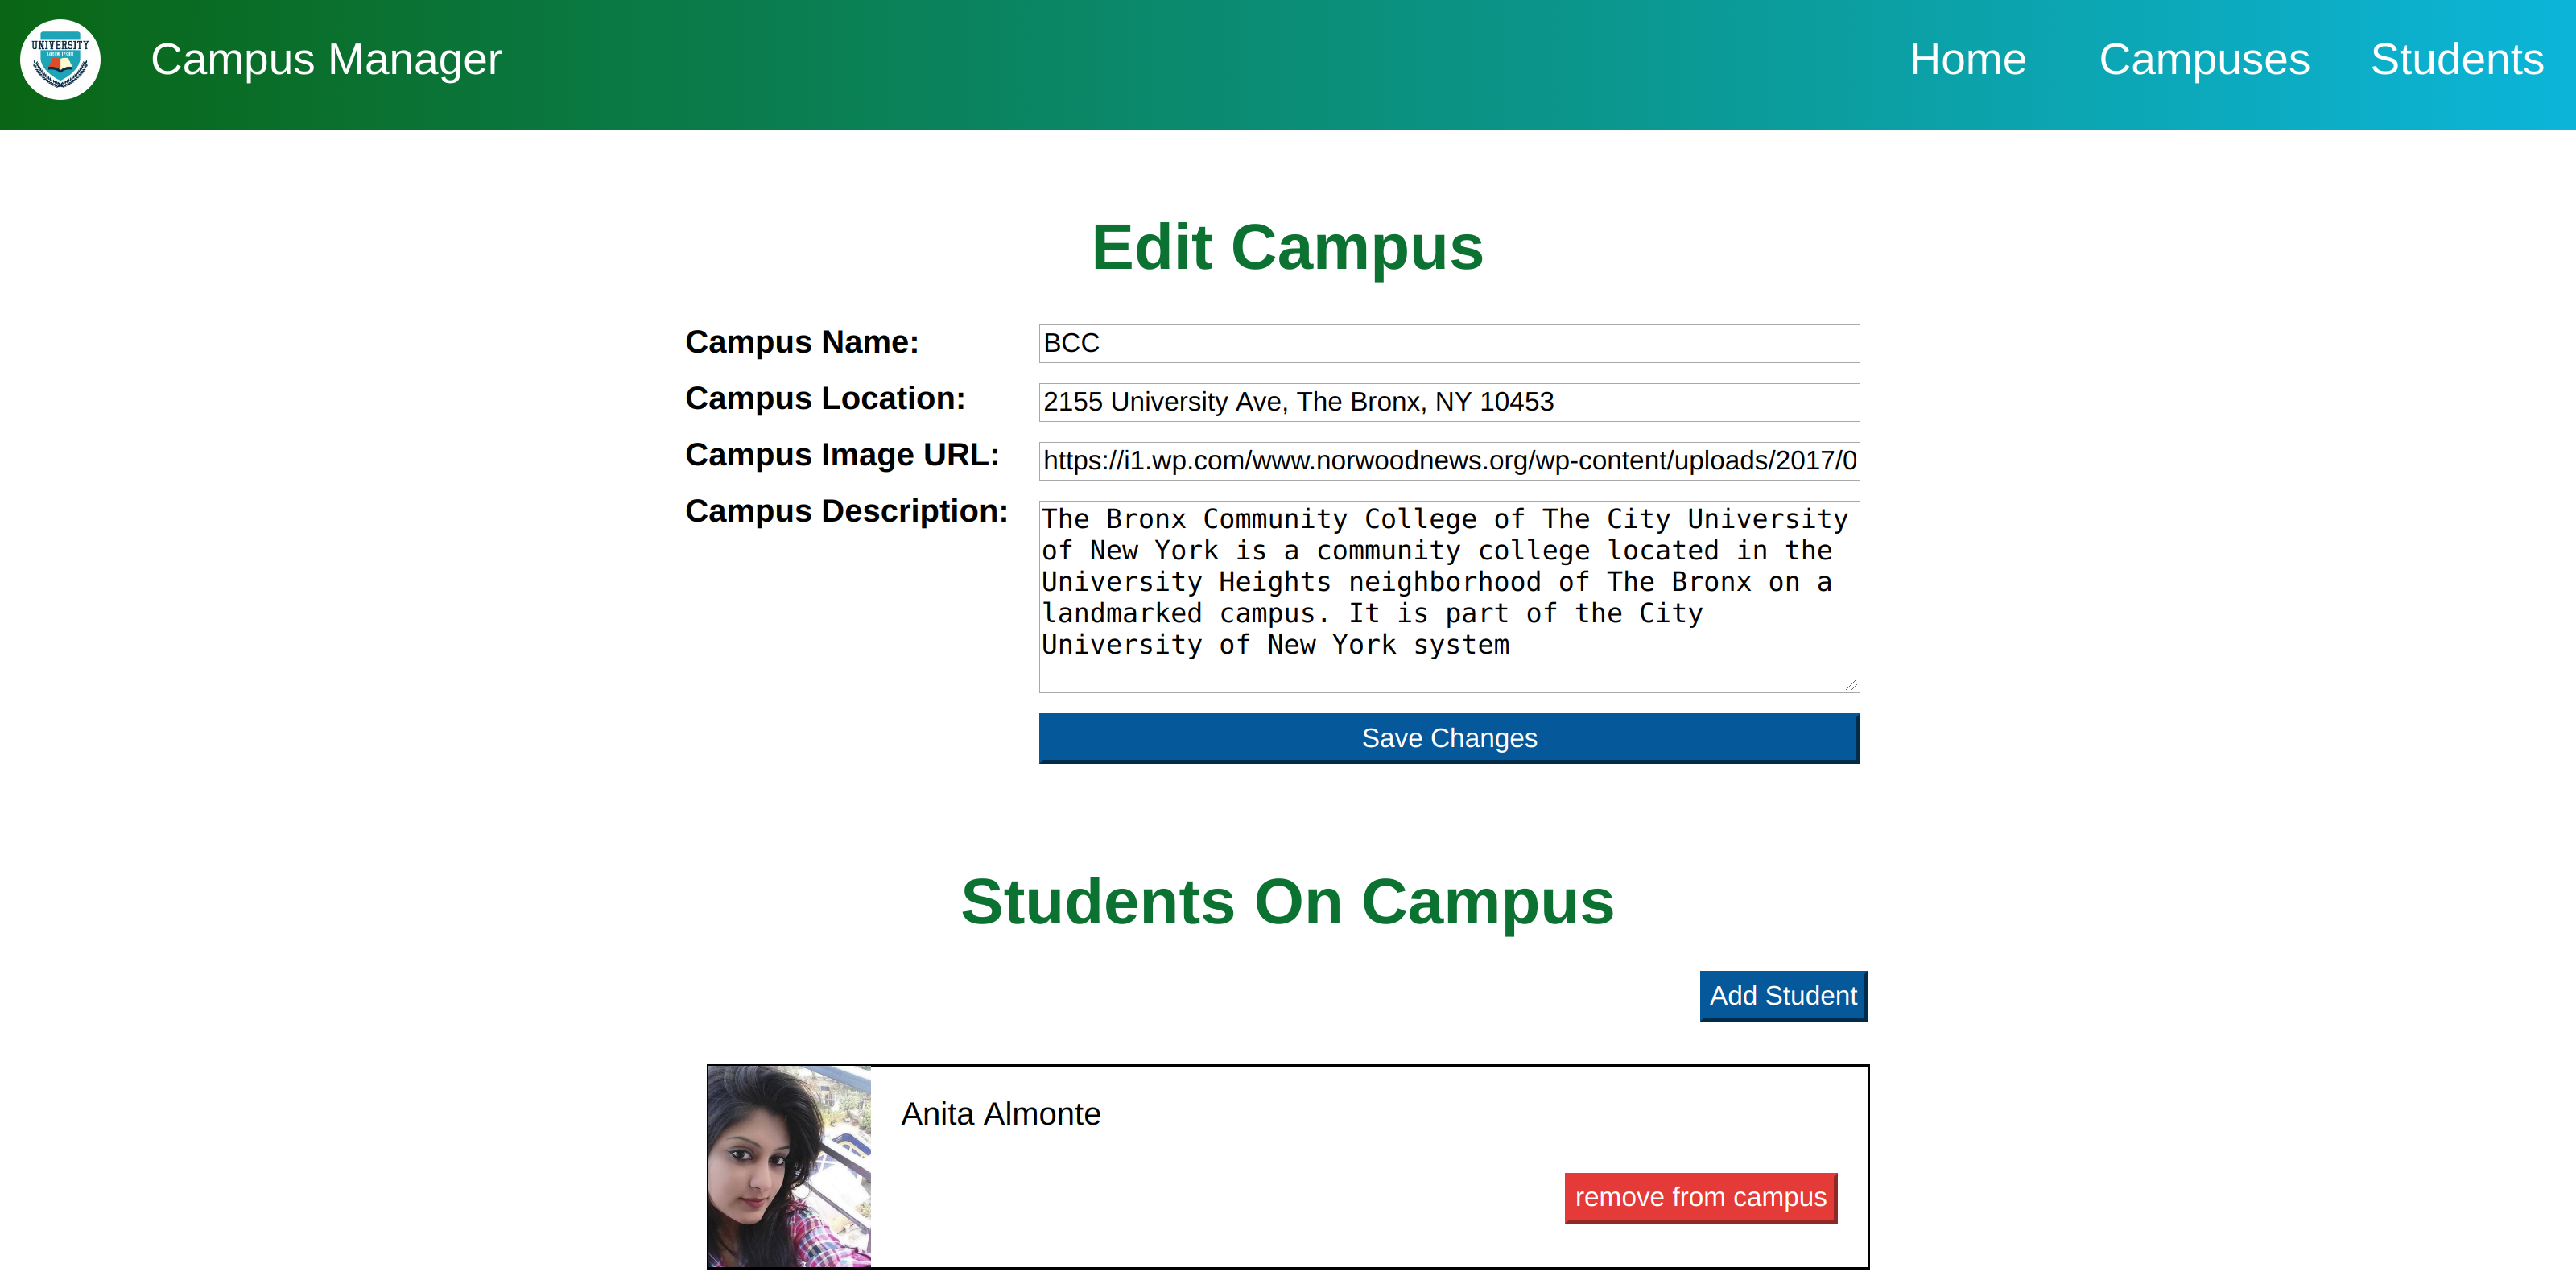 UNIVERSITY
Campus Manager
Home
Campuses
Students
Edit Campus
Campus Name:
BCC
Campus Location:
2155 University Ave, The Bronx, NY 10453
Campus Image URL:
https://i1.wp.com/www.norwoodnews.org/wp-content/uploads/2017/0
Campus Description:
The Bronx Community College of The City University
of New York is a community college located in the
University Heights neighborhood of The Bronx on a
landmarked campus. It is part of the City
University of New York system
Save Changes
Students On Campus
Add Student
Anita Almonte
remove from campus